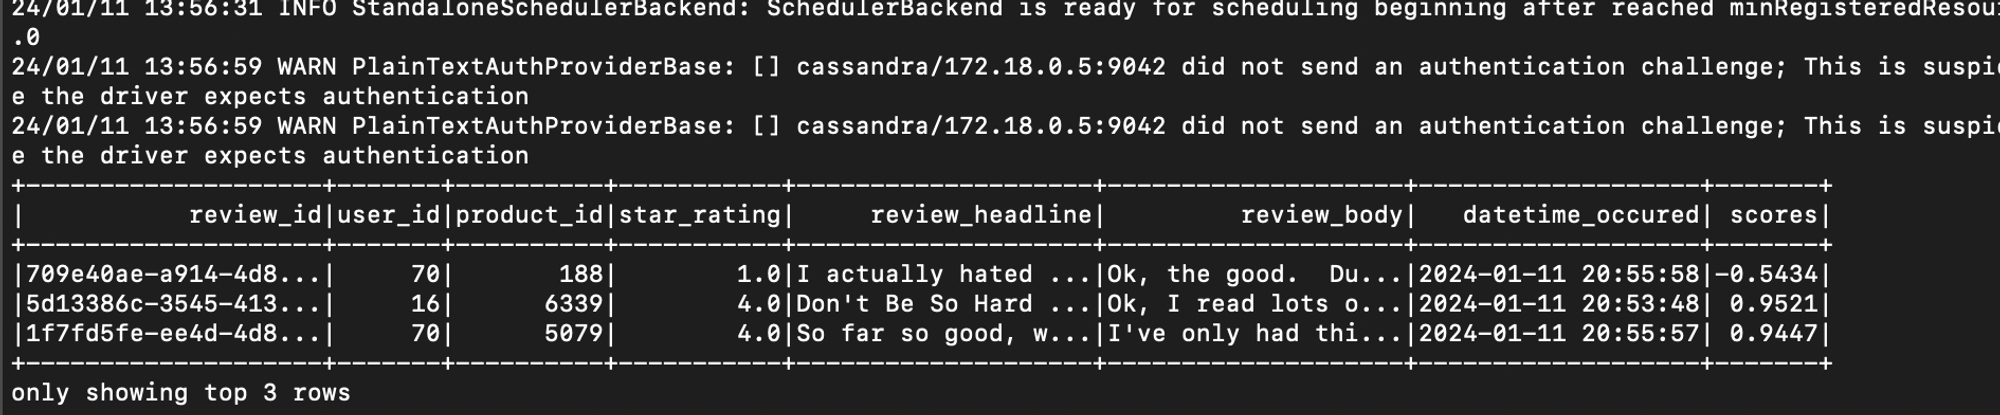 24/01/11 13:56:31 INFO StandaloneSchedulerBackend: SchedulerBackend is ready for scheduling beginning after reached minRegisteredResou
.0
24/01/11 13:56:59 WARN PlainTextAuthProviderBase: [] cassandra/172.18.0.5:9042 did not send an authentication challenge; This is suspi
e the driver expects authentication
24/01/11 13:56:59 WARN PlainTextAuthProviderBase: [] cassandra/172.18.0.5:9042 did not send an authentication challenge; This is suspi
e the driver expects authentication
+--------------------+-------+----------+-----------+--------------------+--------------------+-------------------+-------+
|           review_id|user_id|product_id|star_rating|     review_headline|         review_body|   datetime_occured| scores|
+--------------------+-------+----------+-----------+--------------------+--------------------+-------------------+-------+
|709e40ae-a914-4d8...|     70|       188|        1.0|I actually hated ...|Ok, the good.  Du...|2024-01-11 20:55:58|-0.5434|
|5d13386c-3545-413...|     16|      6339|        4.0|Don't Be So Hard ...|Ok, I read lots o...|2024-01-11 20:53:48| 0.9521|
|1f7fd5fe-ee4d-4d8...|     70|      5079|        4.0|So far so good, w...|I've only had thi...|2024-01-11 20:55:57| 0.9447|
+--------------------+-------+----------+-----------+--------------------+--------------------+-------------------+-------+
only showing top 3 rows